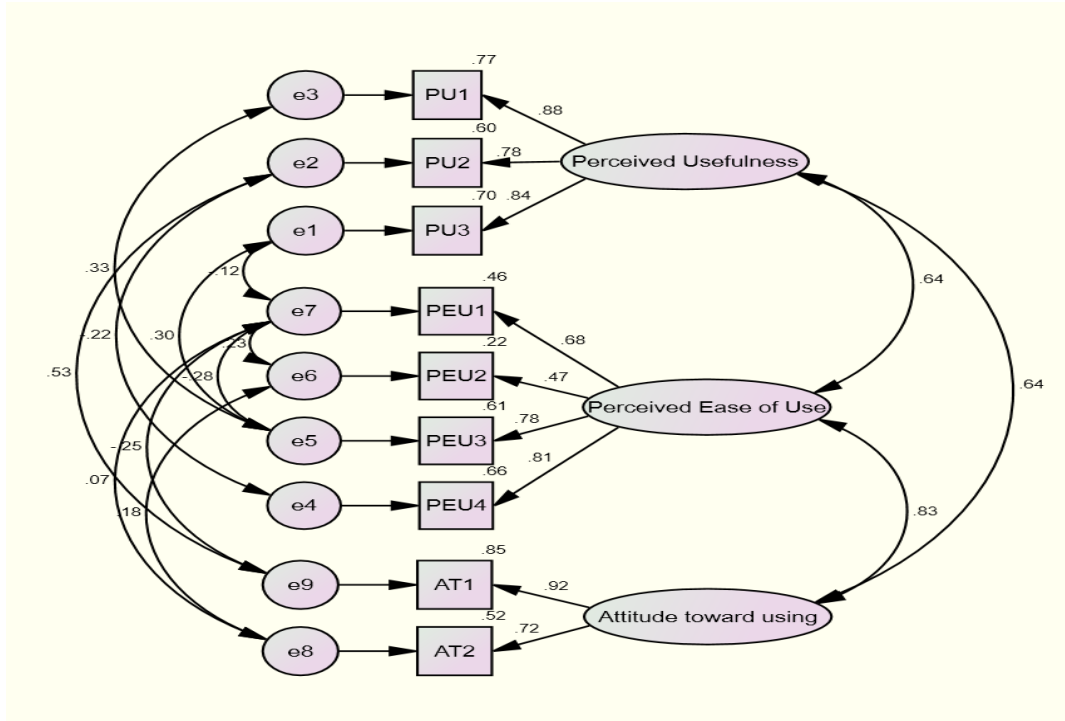 .77
e3 PU1 .88
.60
e2 PU2 .78 Perceived Usefulness
.70 .84
e1 PU3
.33 -.12 .64
.46
e7 PEU1 .68
-.22 .30 .23 .22
.53 -.28 e6 PEU2 .47 .64
.61 Perceived Ease of Use
e5 PEU3 .78
-.25 .81
.07 .66
e4 PEU4
.18 .83
.85
e9 AT1 .92
.52 Attitude toward using
.72
e8 AT2